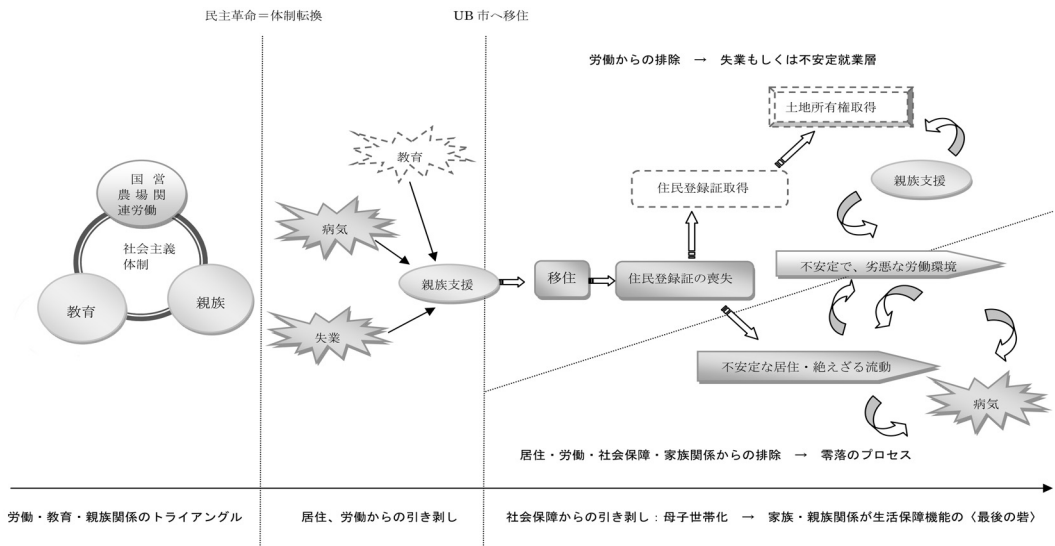 民主革命＝体制転換
UB 市へ移住
労働からの排除　→　失業もしくは不安定就業層
土地所有権取得
教育
親族支援
住民登録証取得
国 営
農 場 関
連労働
病気
社会主義
体制
不安定で、劣悪な労働環境
親族支援
移住
住民登録証の喪失
教育
親族
失業
不安定な居住・絶えざる流動
病気
居住・労働・社会保障・家族関係からの排除　→　零落のプロセス
労働・教育・親族関係のトライアングル
居住、労働からの引き剥し
社会保障からの引き剥し：母子世帯化　→　家族・親族関係が生活保障機能の〈最後の砦〉